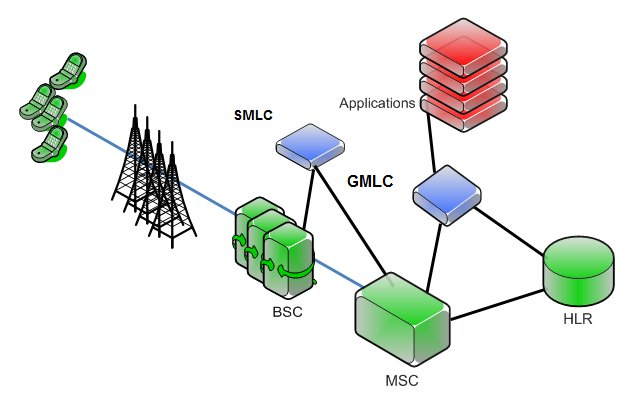 Applications
SMLC
GMLC
BSC
HLR
MSC